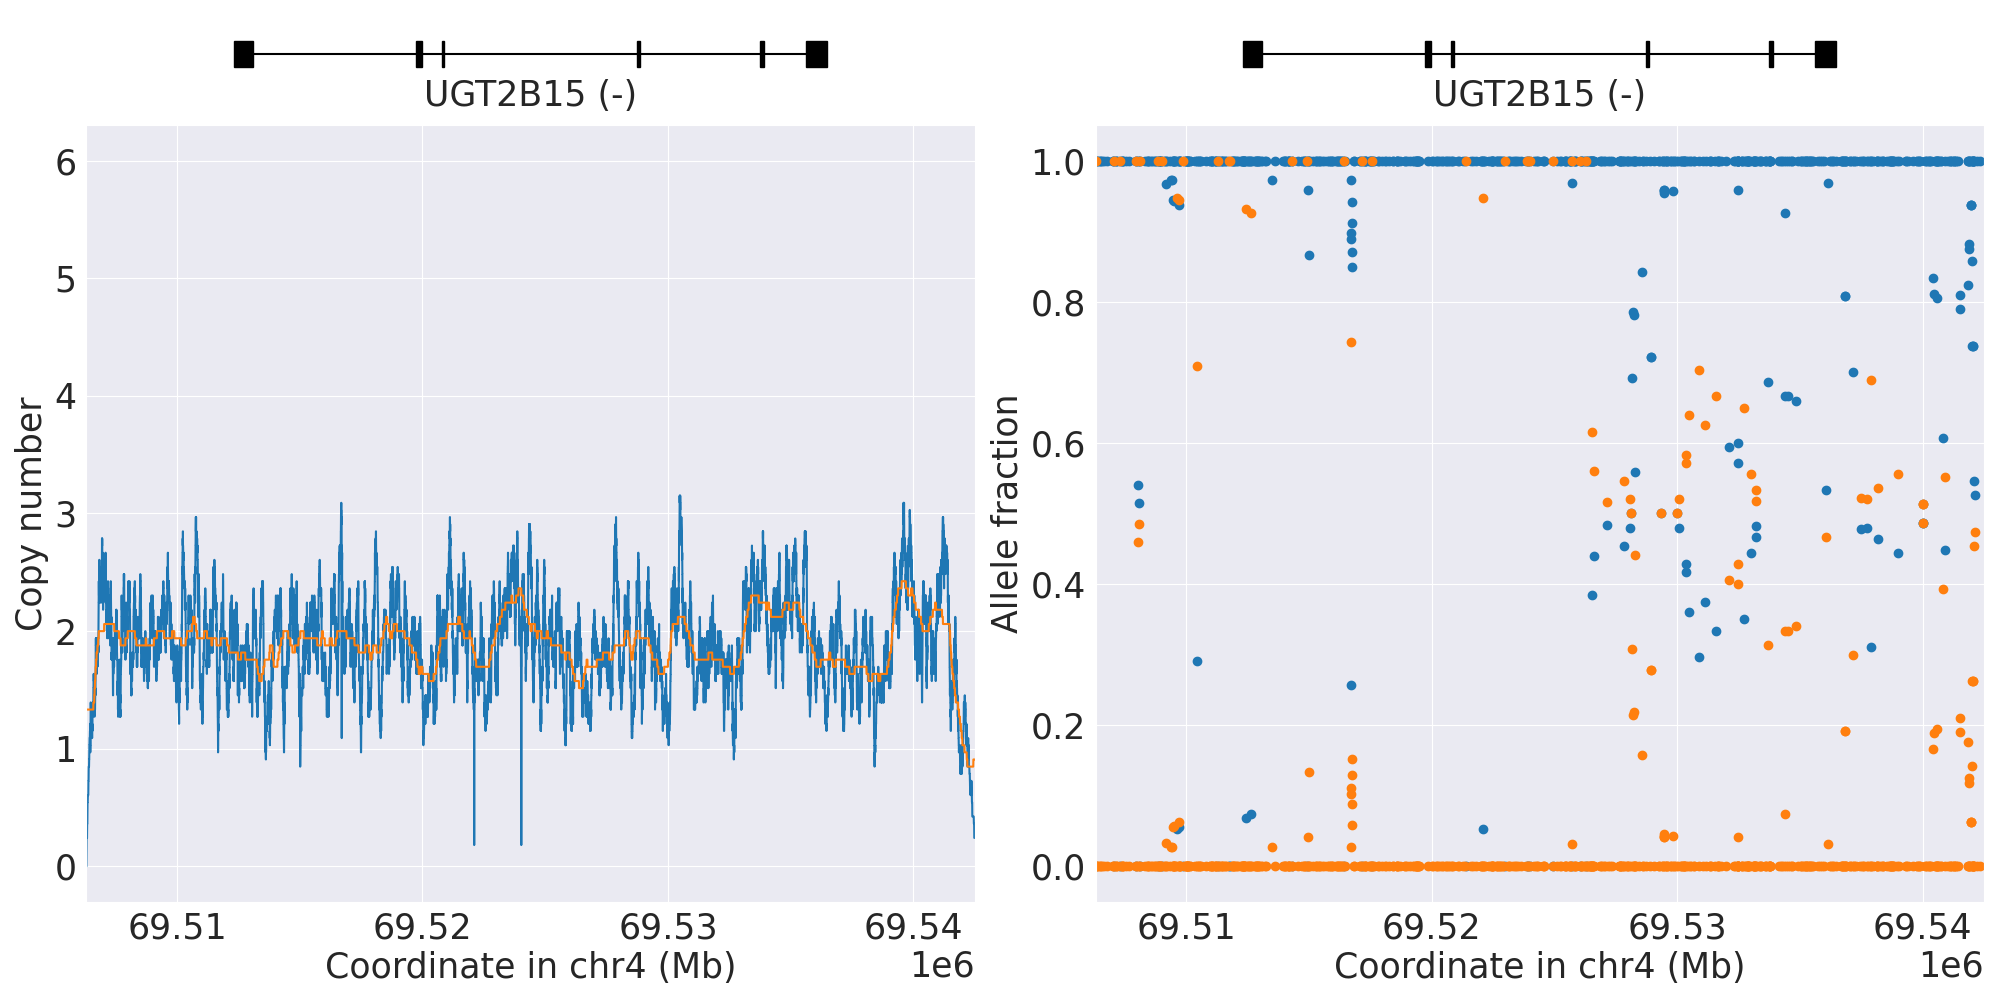 UGT2B15 (-)
6
5
4
3
2
1
0
Copy number
69.51 69.52 69.53 69.54
Coordinate in chr4 (Mb)
1e6
UGT2B15 (-)
1.0
0.8
0.6
0.4
0.2
0.0
Allele fraction
69.51 69.52 69.53 69.54
Coordinate in chr4 (Mb)
1e6